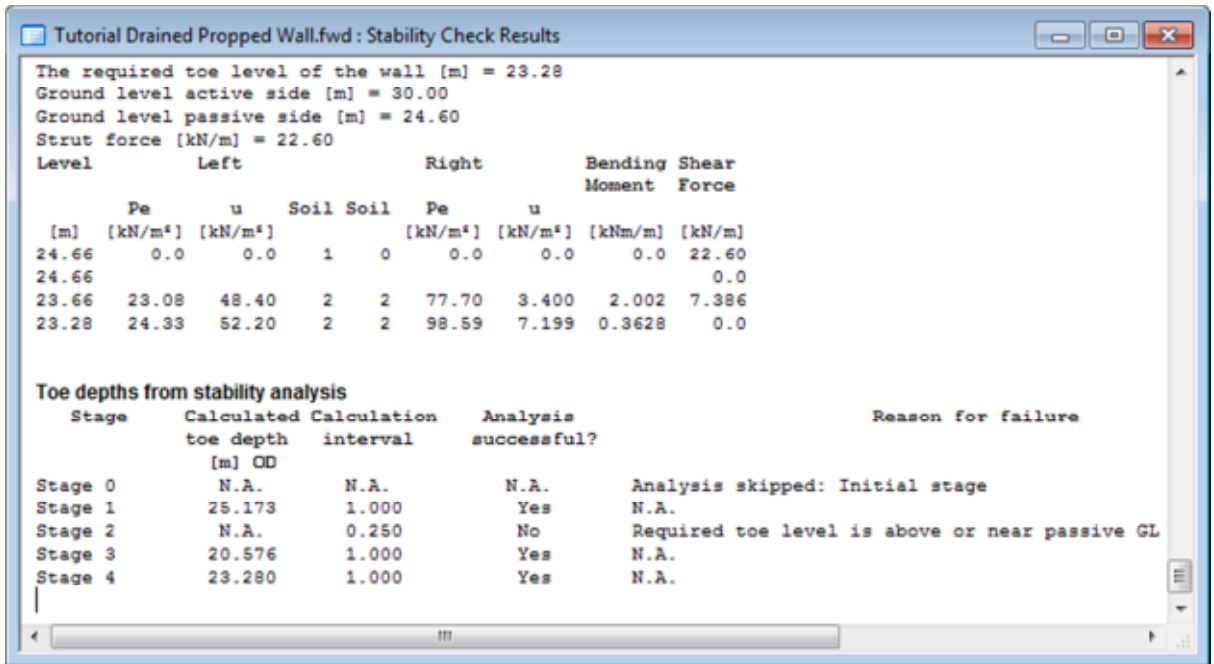 Tutorial Drained Propped Wall.fwd : Stability Check Results
The required toe level of the wall [m] = 23.28
Ground level active side [m] = 30.00
Ground level passive side [m] = 24.60
Strut force [kN/m] = 22.60
Level Left Right Bending Shear
Moment Force
Pe u Soil Soil Pe u
[m] [kN/m²] [kN/m²] [kN/m²] [kN/m²] [kNm/m] [kN/m]
24.66 0.0 0.0 1 0 0.0 0.0 0.0 22.60
24.66 0.0
23.66 23.08 48.40 2 2 77.70 3.400 2.002 7.386
23.28 24.33 52.20 2 2 98.59 7.199 0.3628 0.0
Toe depths from stability analysis
Stage Calculated Calculation Analysis Reason for failure
toe depth interval successful?
[m] OD
Stage 0 N.A. N.A. N.A. Analysis skipped: Initial stage
Stage 1 25.173 1.000 Yes N.A.
Stage 2 N.A. 0.250 No Required toe level is above or near passive GL
Stage 3 20.576 1.000 Yes N.A.
Stage 4 23.280 1.000 Yes N.A.